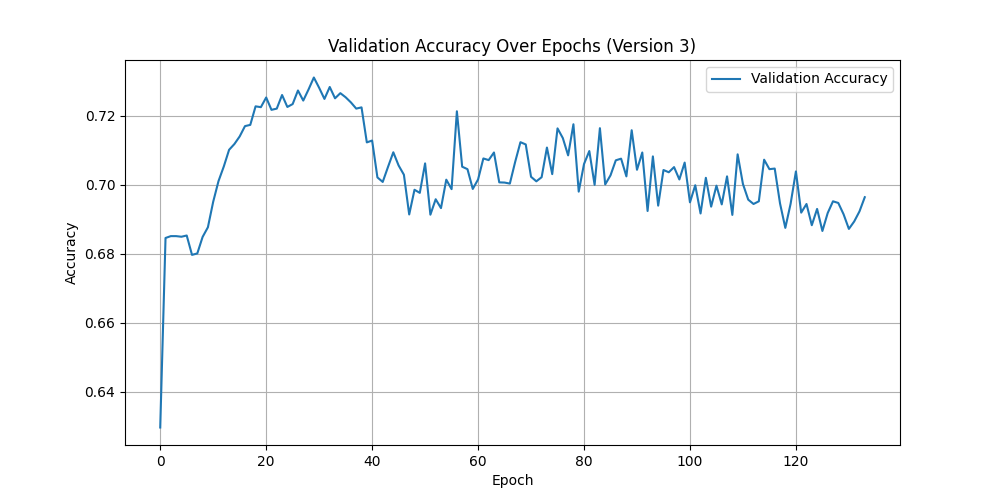 Validation Accuracy Over Epochs (Version 3)
Validation Accuracy
0.72
0.70
0.68
0.66
0.64
Accuracy
0 20 40 60 80 100 120
Epoch